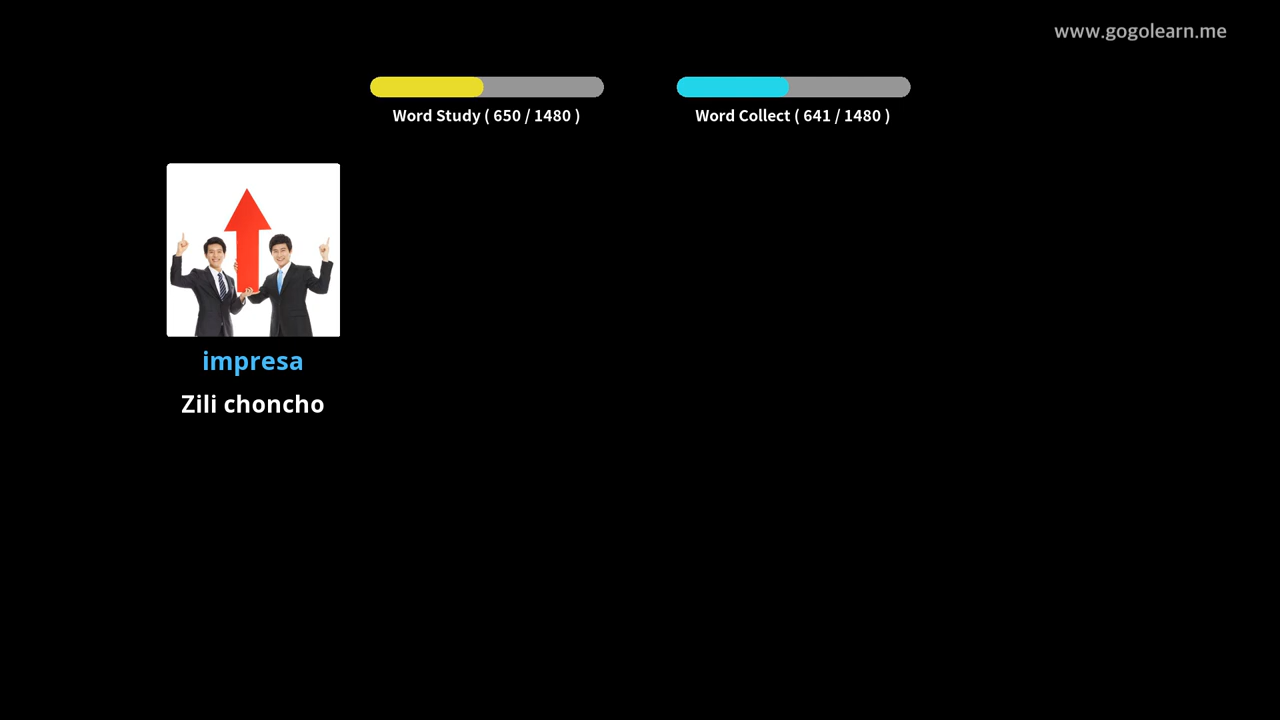 www.gogolearn.me
Word Study ( 650 / 1480 )
Word Collect ( 641 / 1480 )
impresa
Zili choncho